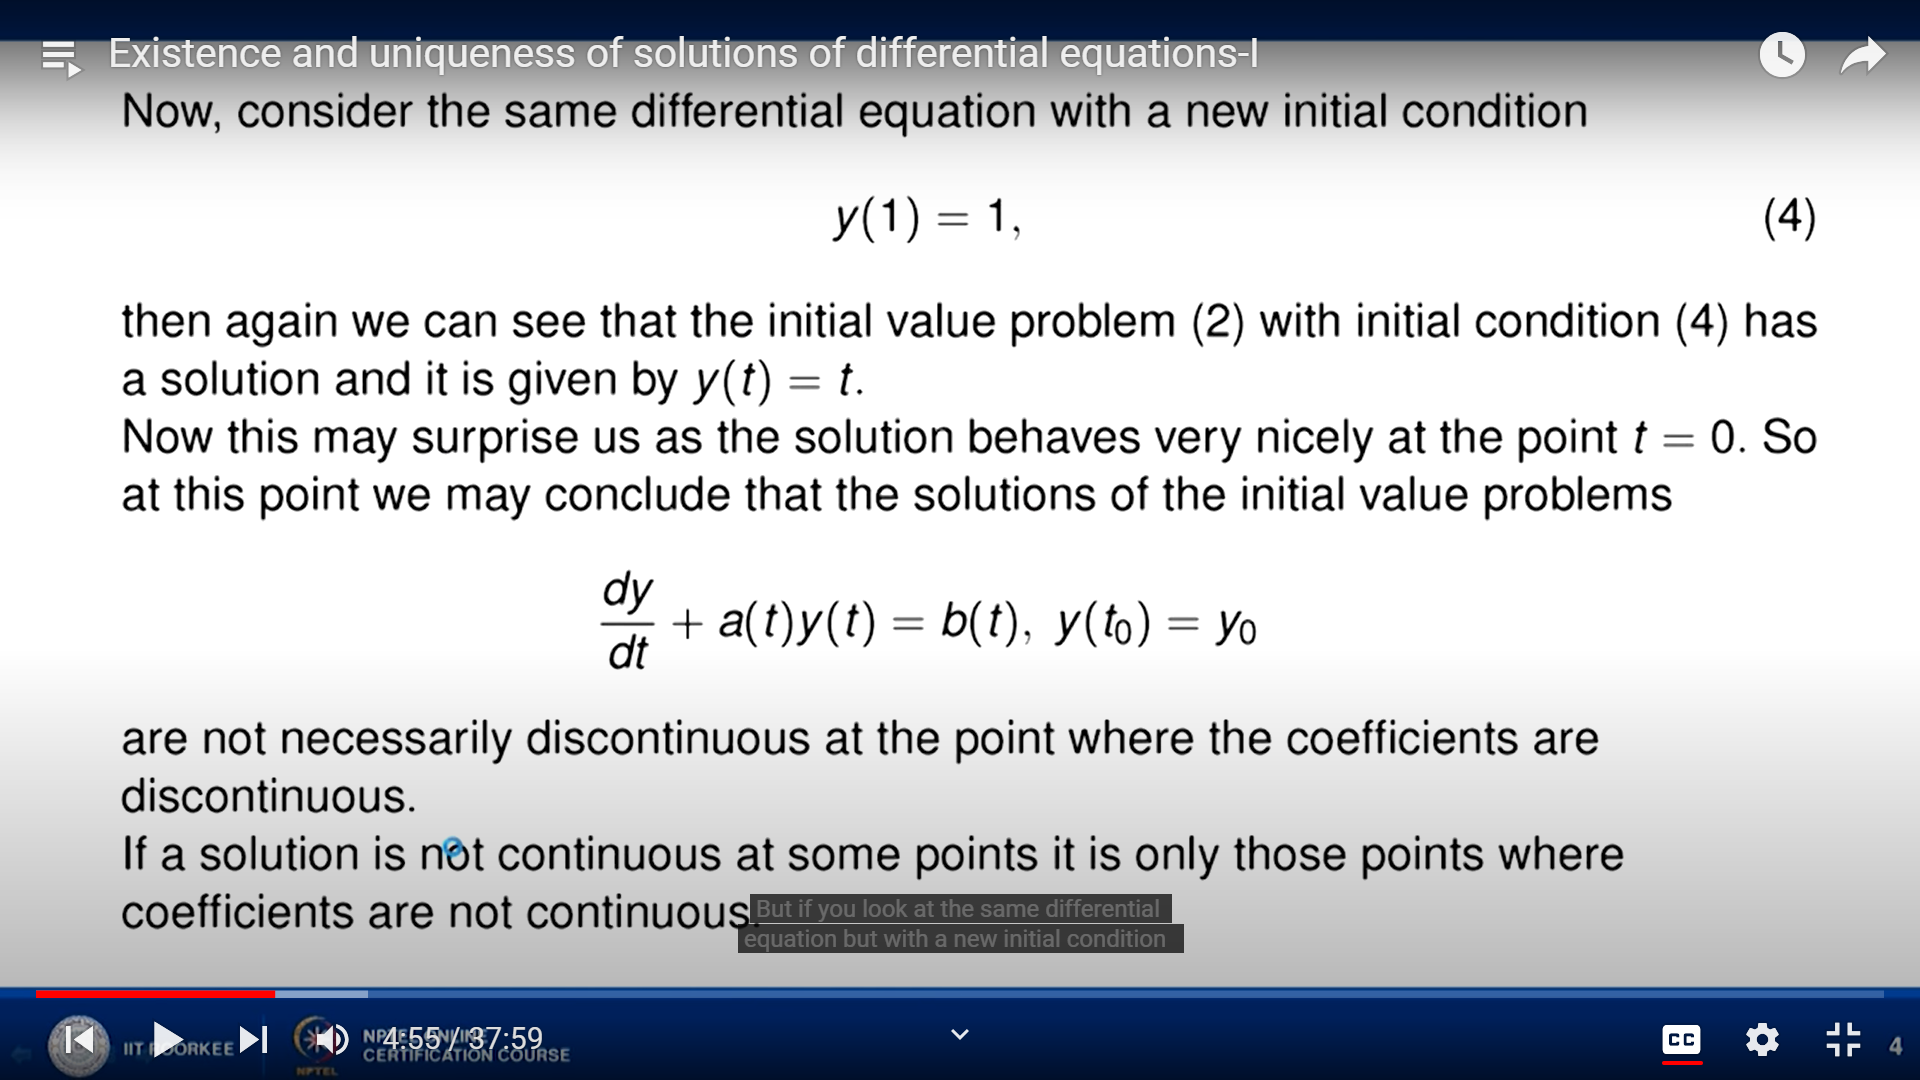 Existence and uniqueness of solutions of differential equations-I
Now, consider the same differential equation with a new initial condition
y(1) = 1, (4)
then again we can see that the initial value problem (2) with initial condition (4) has
a solution and it is given by y(t) = t.
Now this may surprise us as the solution behaves very nicely at the point t = 0. So
at this point we may conclude that the solutions of the initial value problems
dy/dt + a(t)y(t) = b(t), y(t₀) = y₀
are not necessarily discontinuous at the point where the coefficients are
discontinuous.
If a solution is not continuous at some points it is only those points where
coefficients are not continuous.
But if you look at the same differential
equation but with a new initial condition
IIT ROORKEE
NPTEL
NPTEL ONLINE
CERTIFICATION COURSE
4:55 / 37:59
CC
4